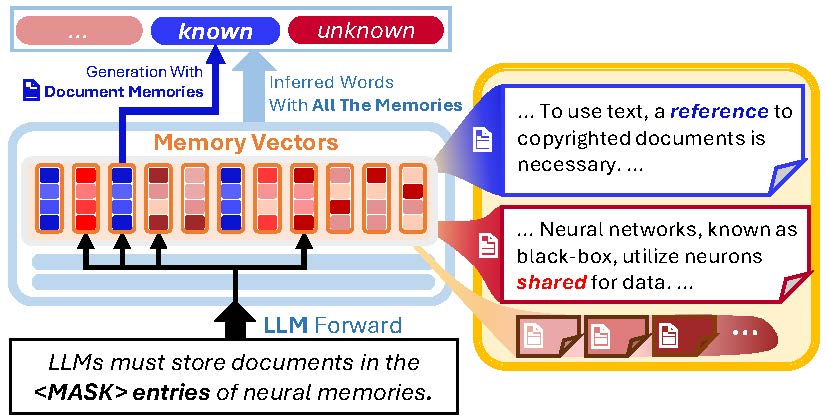 ... known unknown
Generation With
Document Memories
Inferred Words
With All The Memories
Memory Vectors
... To use text, a reference to
copyrighted documents is
necessary. ...
... Neural networks, known as
black-box, utilize neurons
shared for data. ...
...
LLM Forward
LLMs must store documents in the
<MASK> entries of neural memories.